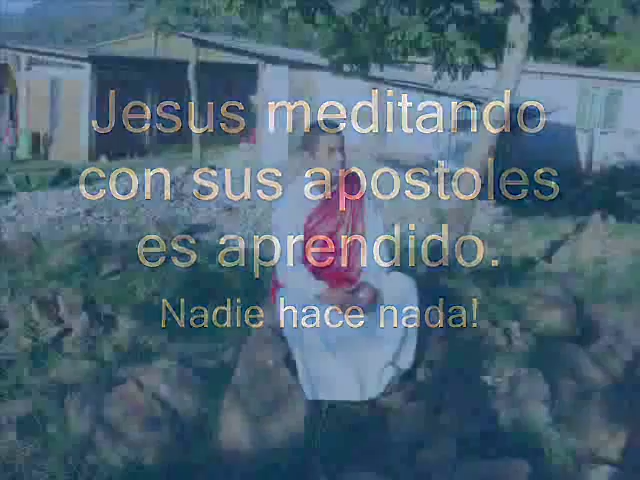 Jesus meditando
con sus apostoles
es aprendido.
Nadie hace nada!